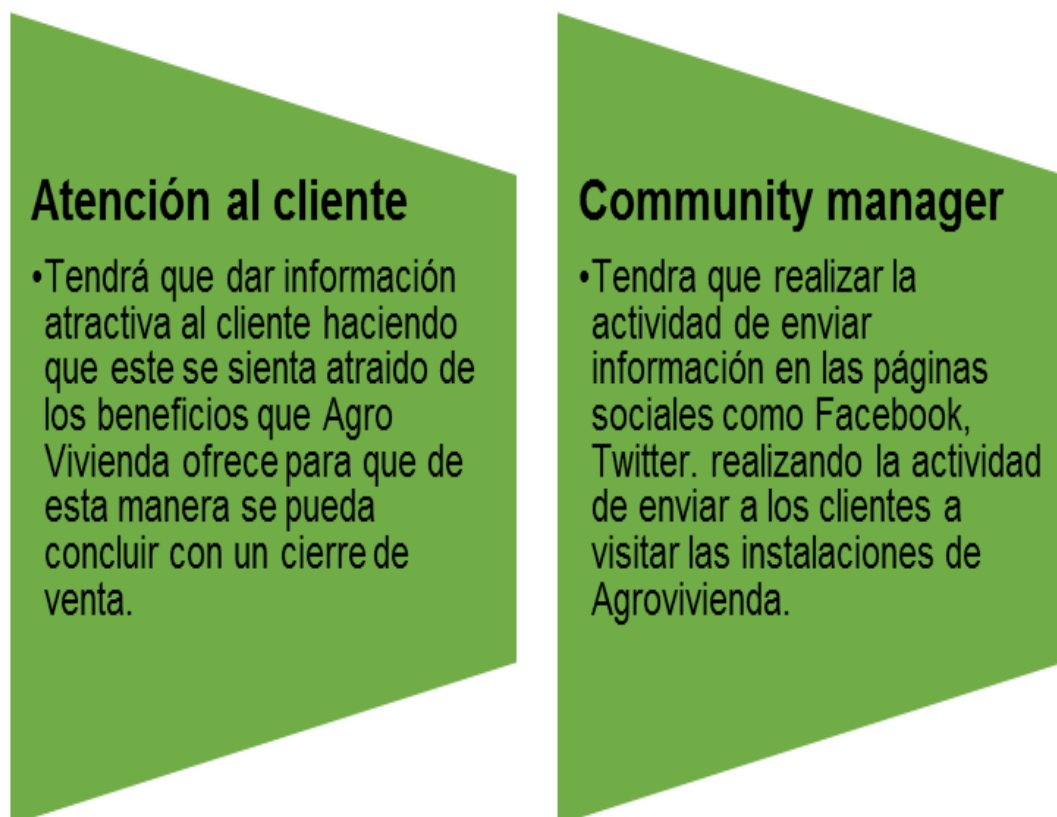 Atención al cliente
•Tendrá que dar información
atractiva al cliente haciendo
que este se sienta atraido de
los beneficios que Agro
Vivienda ofrece para que de
esta manera se pueda
concluir con un cierre de
venta.
Community manager
•Tendra que realizar la
actividad de enviar
información en las páginas
sociales como Facebook,
Twitter. realizando la actividad
de enviar a los clientes a
visitar las instalaciones de
Agrovivienda.